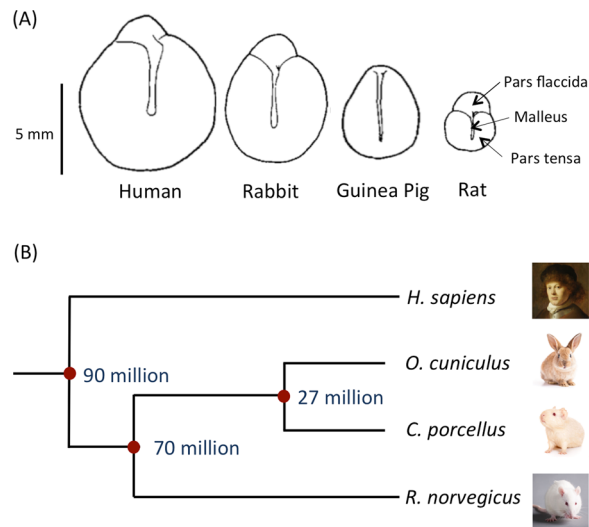 (A)
Pars flaccida
Malleus
5 mm
Pars tensa
Human
Rabbit
Guinea Pig
Rat
(B)
H. sapiens
O. cuniculus
90 million
27 million
C. porcellus
70 million
R. norvegicus